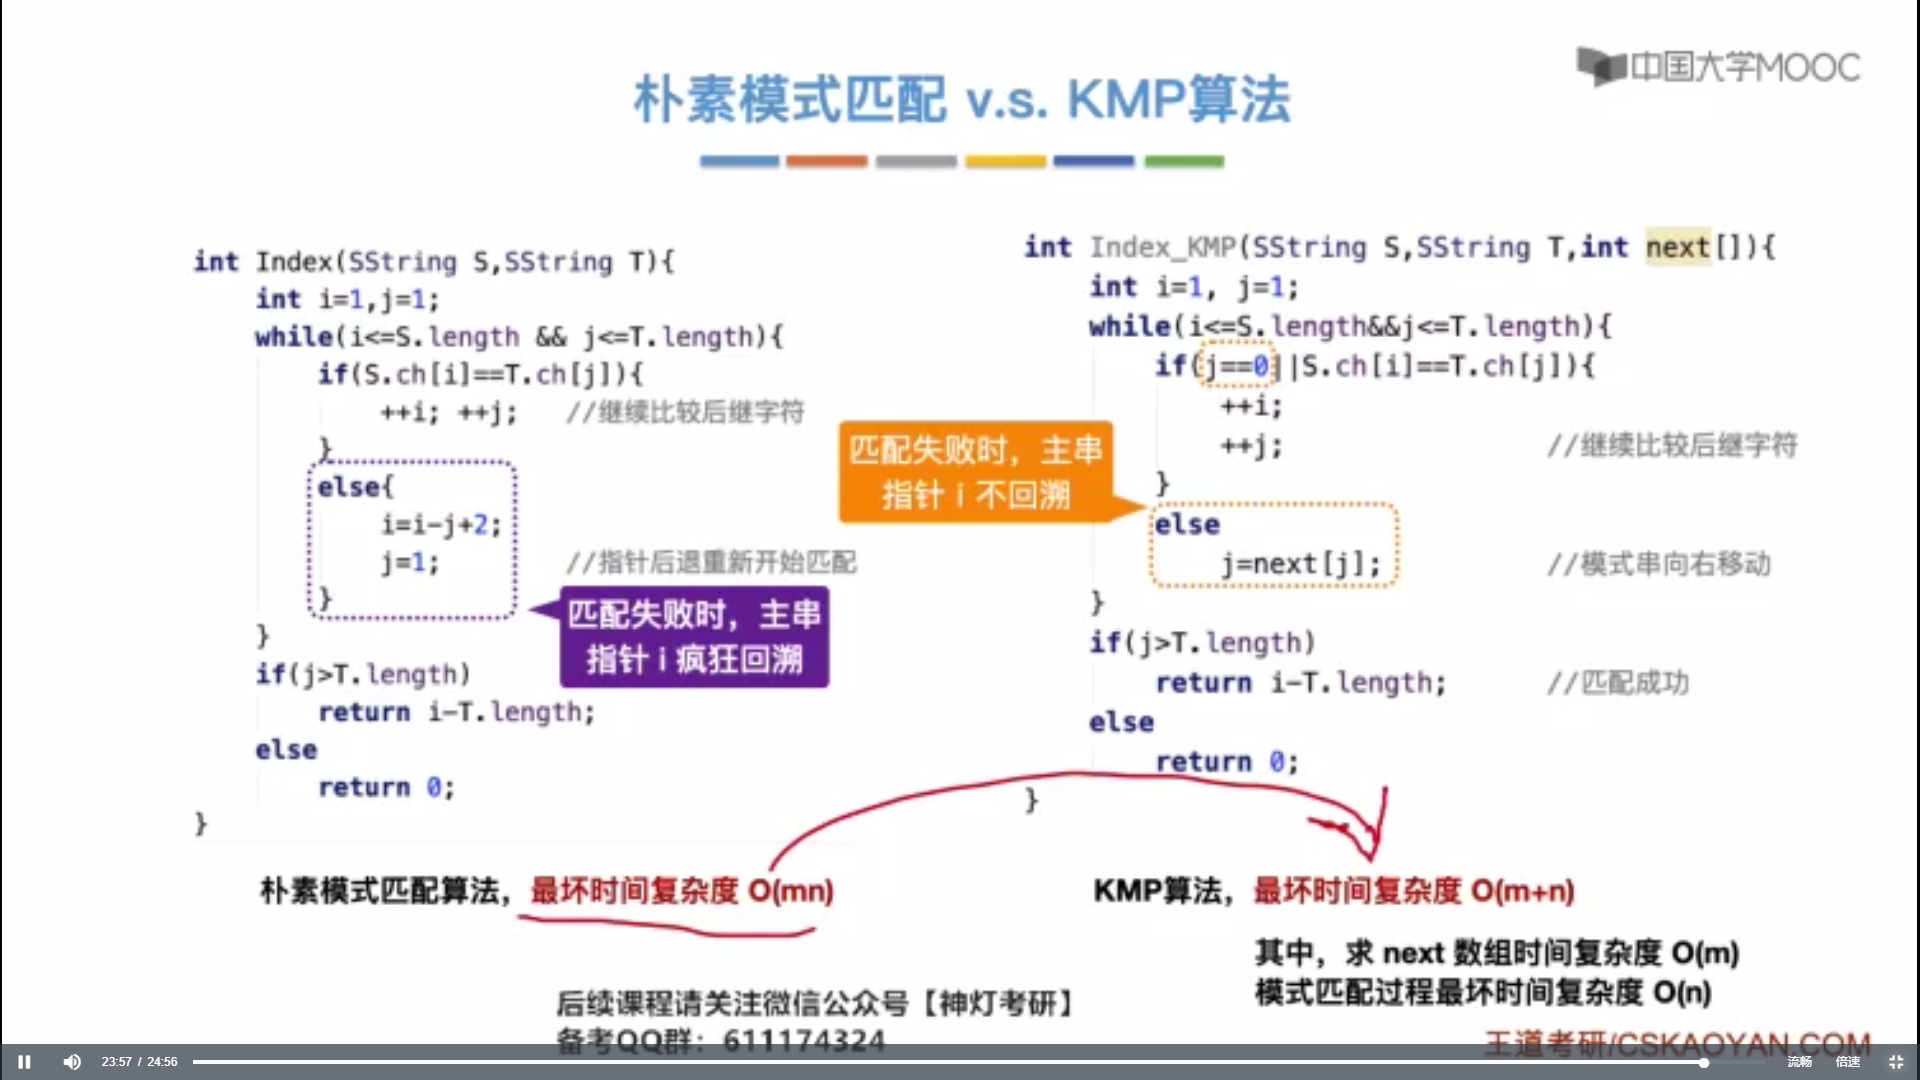 中国大学MOOC
朴素模式匹配 v.s. KMP算法
int Index(SString S,SString T){
    int i=1,j=1;
    while(i<=S.length && j<=T.length){
        if(S.ch[i]==T.ch[j]){
            ++i; ++j;   //继续比较后继字符
        }
        else{
            i=i-j+2;
            j=1;        //指针后退重新开始匹配
        }
    }
    if(j>T.length)
        return i-T.length;
    else
        return 0;
}
匹配失败时，主串
指针 i 疯狂回溯
朴素模式匹配算法，最坏时间复杂度 O(mn)
int Index_KMP(SString S,SString T,int next[]){
    int i=1, j=1;
    while(i<=S.length&&j<=T.length){
        if(j==0||S.ch[i]==T.ch[j]){
            ++i;
            ++j;                //继续比较后继字符
        }
        else
            j=next[j];          //模式串向右移动
    }
    if(j>T.length)
        return i-T.length;      //匹配成功
    else
        return 0;
}
匹配失败时，主串
指针 i 不回溯
KMP算法，最坏时间复杂度 O(m+n)
其中，求 next 数组时间复杂度 O(m)
模式匹配过程最坏时间复杂度 O(n)
后续课程请关注微信公众号【神灯考研】
备考QQ群：611174324
王道考研/CSKAOYAN.COM
23:57 / 24:56
流畅
倍速